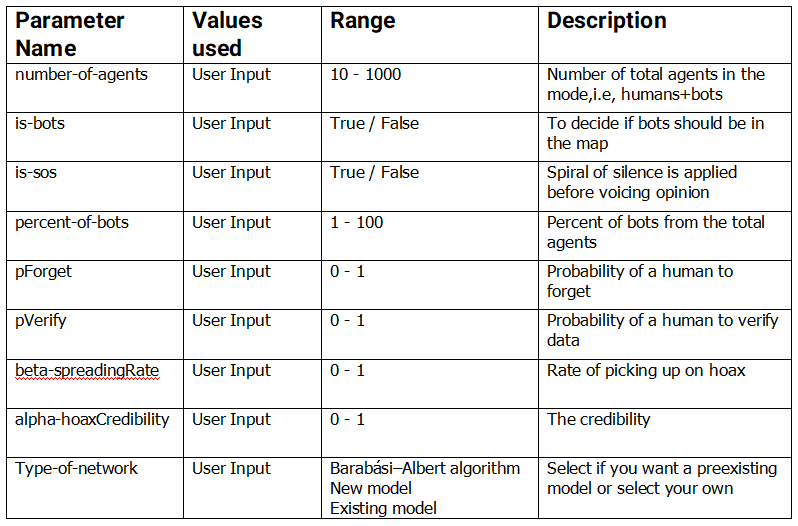 Parameter Name
Values used
Range
Description
number-of-agents
User Input
10 - 1000
Number of total agents in the
mode,i.e, humans+bots
is-bots
User Input
True / False
To decide if bots should be in
the map
is-sos
User Input
True / False
Spiral of silence is applied
before voicing opinion
percent-of-bots
User Input
1 - 100
Percent of bots from the total
agents
pForget
User Input
0 - 1
Probability of a human to
forget
pVerify
User Input
0 - 1
Probability of a human to verify
data
beta-spreadingRate
User Input
0 - 1
Rate of picking up on hoax
alpha-hoaxCredibility
User Input
0 - 1
The credibility
Type-of-network
User Input
Barabási–Albert algorithm
New model
Existing model
Select if you want a preexisting
model or select your own